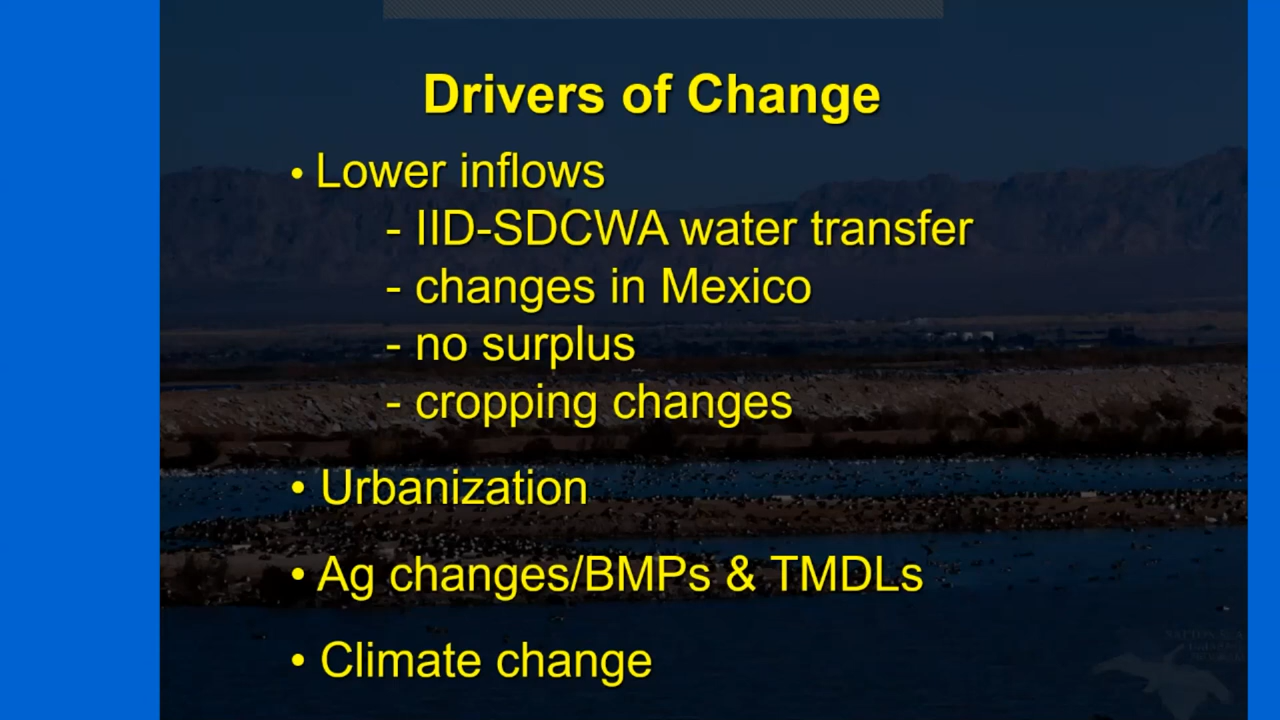 Drivers of Change
• Lower inflows
- IID-SDCWA water transfer
- changes in Mexico
- no surplus
- cropping changes
• Urbanization
• Ag changes/BMPs & TMDLs
• Climate change